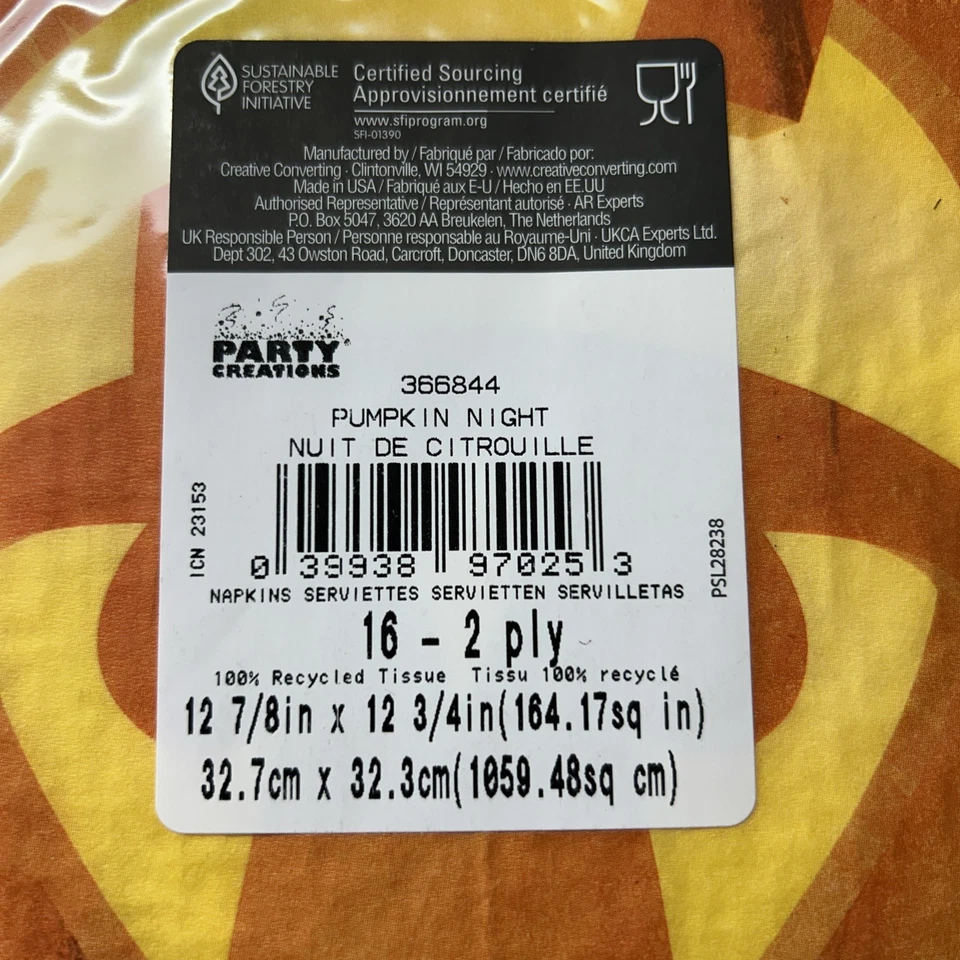 SUSTAINABLE
FORESTRY
INITIATIVE
Certified Sourcing
Approvisionnement certifié
www.sfiprogram.org
SFI-01390
Manufactured by / Fabriqué par / Fabricado por:
Creative Converting · Clintonville, WI 54929 · www.creativeconverting.com
Made in USA / Fabriqué aux E-U / Hecho en EE.UU
Authorised Representative / Représentant autorisé · AR Experts
P.O. Box 5047, 3620 AA Breukelen, The Netherlands
UK Responsible Person / Personne responsable au Royaume-Uni · UKCA Experts Ltd.
Dept 302, 43 Owston Road, Carcroft, Doncaster, DN6 8DA, United Kingdom
PARTY
CREATIONS
366844
PUMPKIN NIGHT
NUIT DE CITROUILLE
ICN 23153
PSL28238
0 39938 97025 3
NAPKINS SERVIETTES SERVIETTEN SERVILLETAS
16 - 2 ply
100% Recycled Tissue Tissu 100% recyclé
12 7/8in x 12 3/4in(164.17sq in)
32.7cm x 32.3cm(1059.48sq cm)